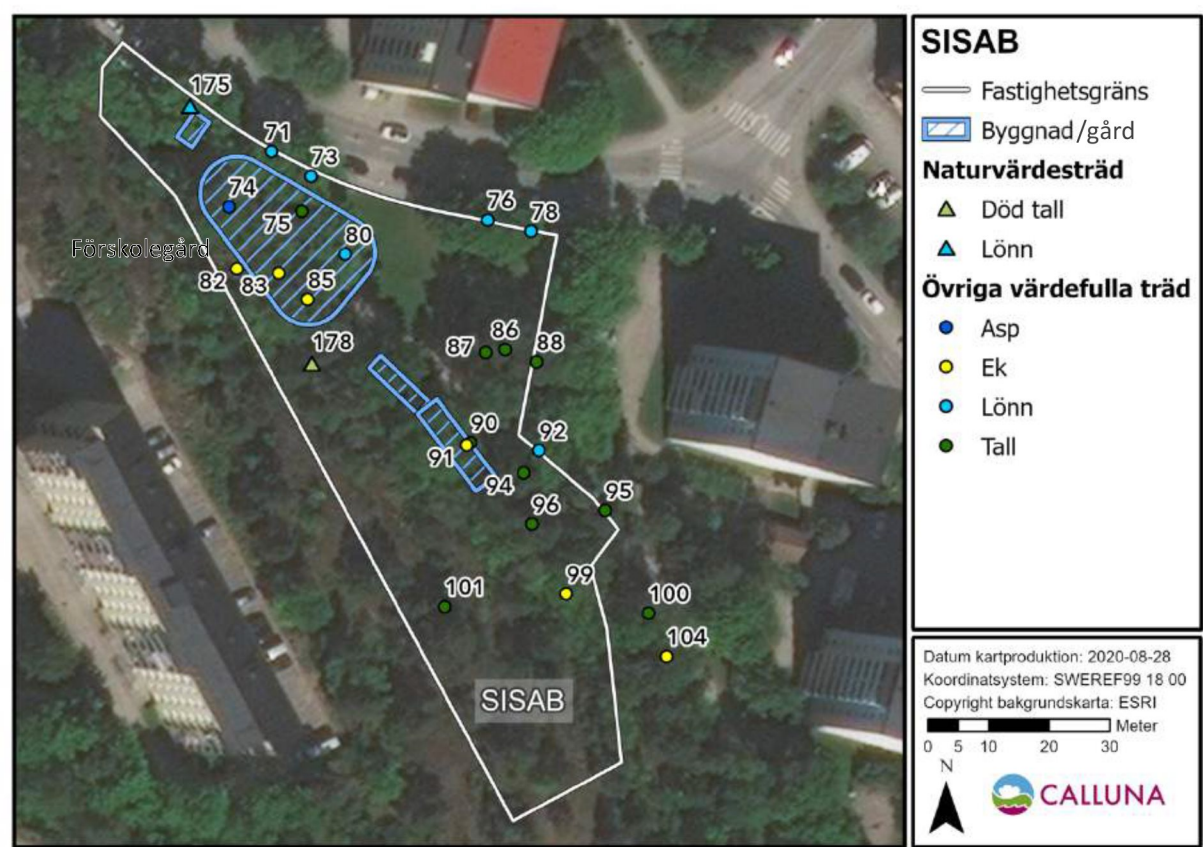 175
71
73
74
75
76
78
80
Förskolegård
82
83
85
178
87
86
88
90
91
92
94
95
96
101
99
100
104
SISAB
SISAB
Fastighetsgräns
Byggnad/gård
Naturvärdesträd
Död tall
Lönn
Övriga värdefulla träd
Asp
Ek
Lönn
Tall
Datum kartproduktion: 2020-08-28
Koordinatsystem: SWEREF99 18 00
Copyright bakgrundskarta: ESRI
Meter
0 5 10 20 30
N
CALLUNA